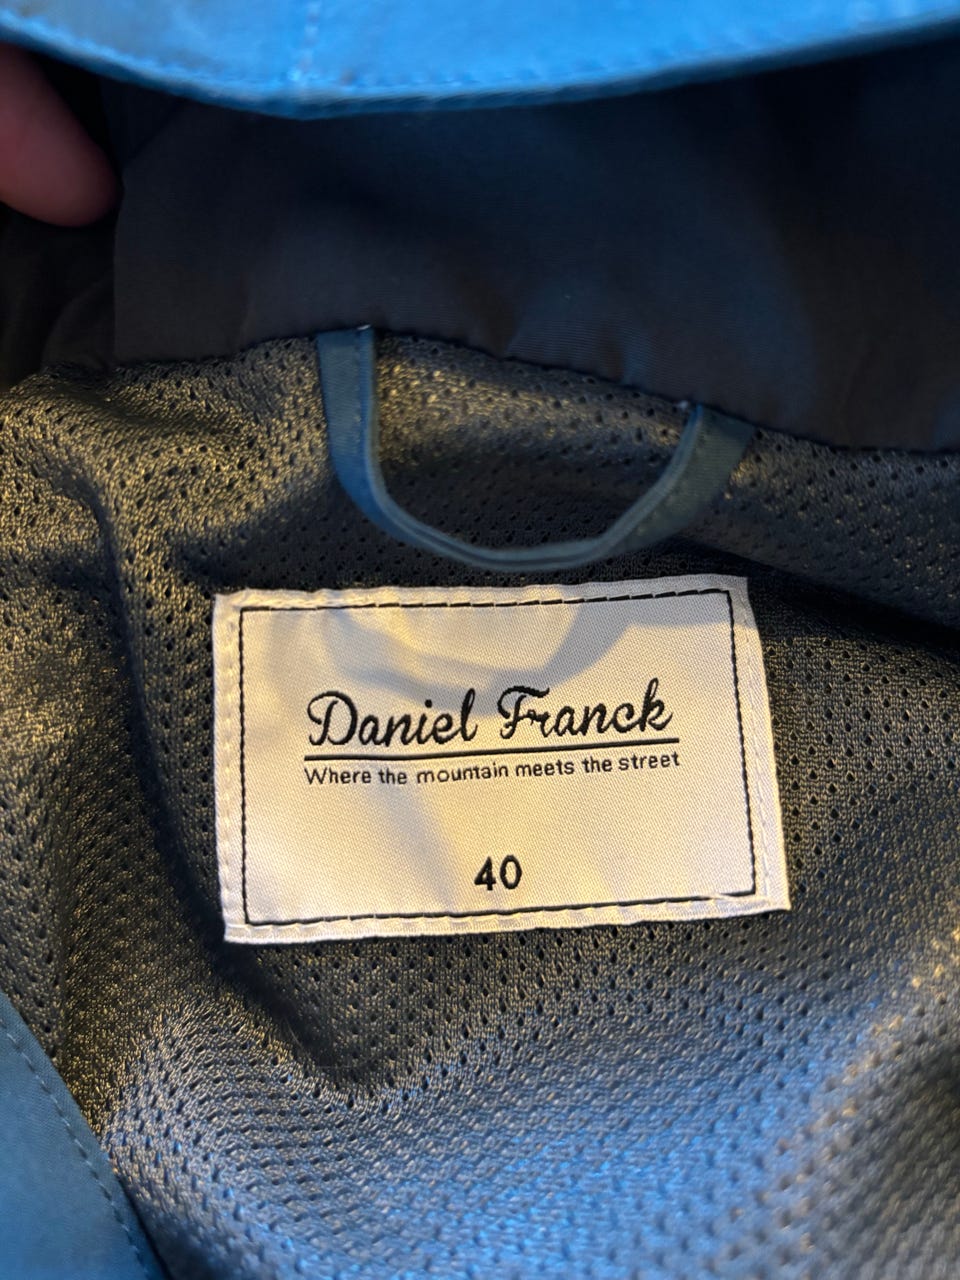 Daniel Franck
Where the mountain meets the street
40